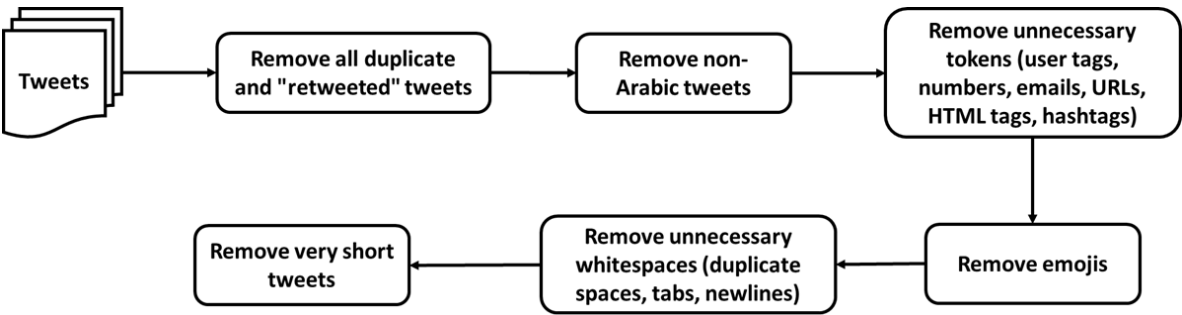 Tweets
Remove all duplicate
and "retweeted" tweets
Remove non-
Arabic tweets
Remove unnecessary
tokens (user tags,
numbers, emails, URLs,
HTML tags, hashtags)
Remove emojis
Remove unnecessary
whitespaces (duplicate
spaces, tabs, newlines)
Remove very short
tweets